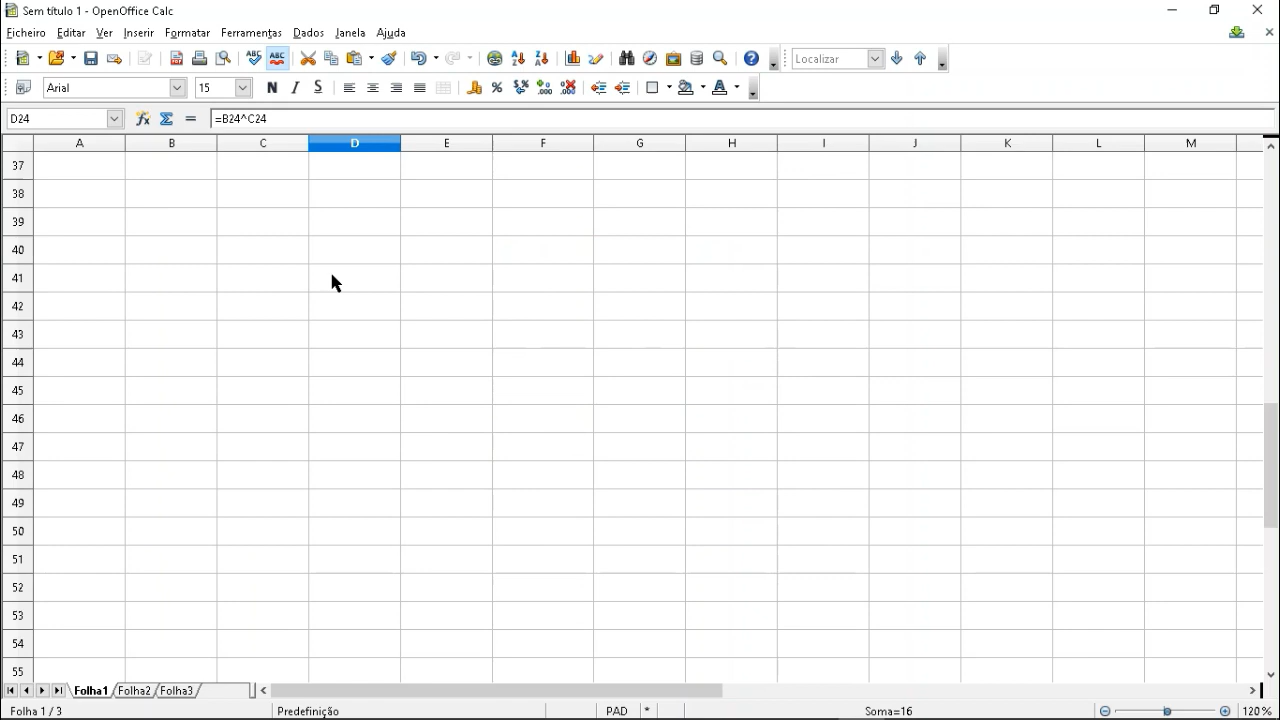 Sem título 1 - OpenOffice Calc
Ficheiro Editar Ver Inserir Formatar Ferramentas Dados Janela Ajuda
Localizar
Arial 15 N I S
D24 =B24^C24
A B C D E F G H I J K L M
37
38
39
40
41
42
43
44
45
46
47
48
49
50
51
52
53
54
55
Folha1 Folha2 Folha3
Folha 1 / 3 Predefinição PAD * Soma=16 120%